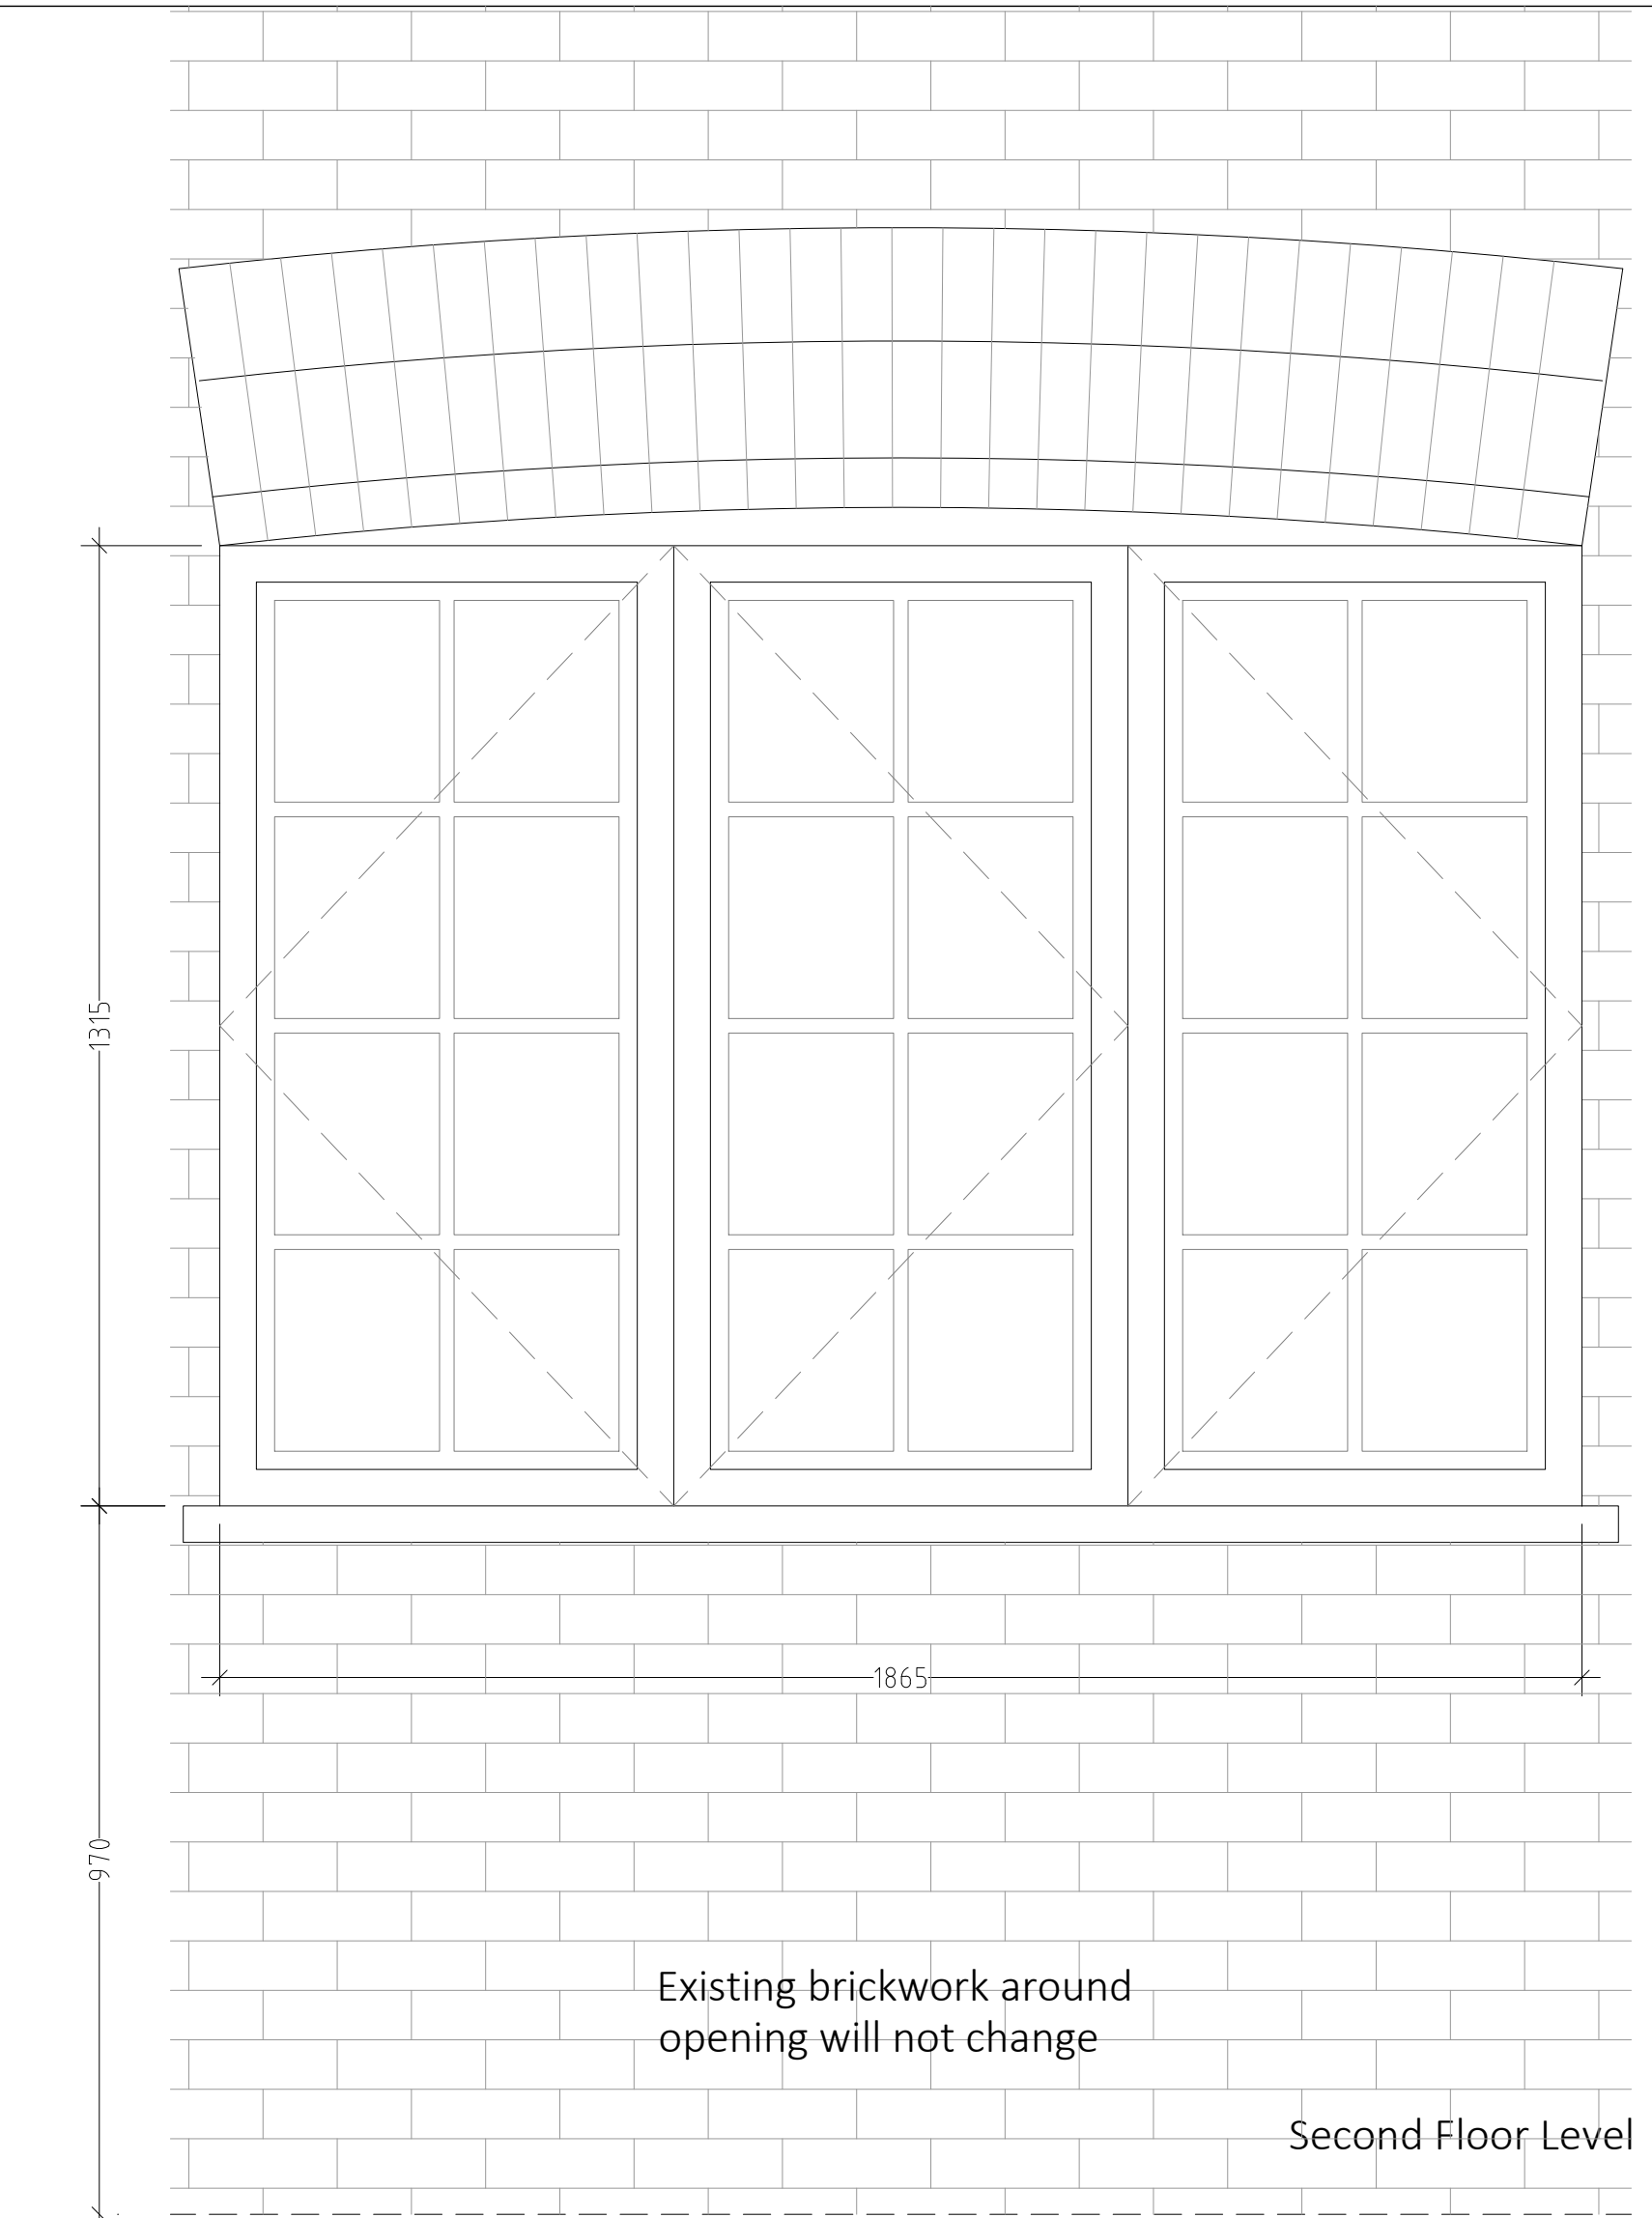 1315
1865
970
Existing brickwork around
opening will not change
Second Floor Level